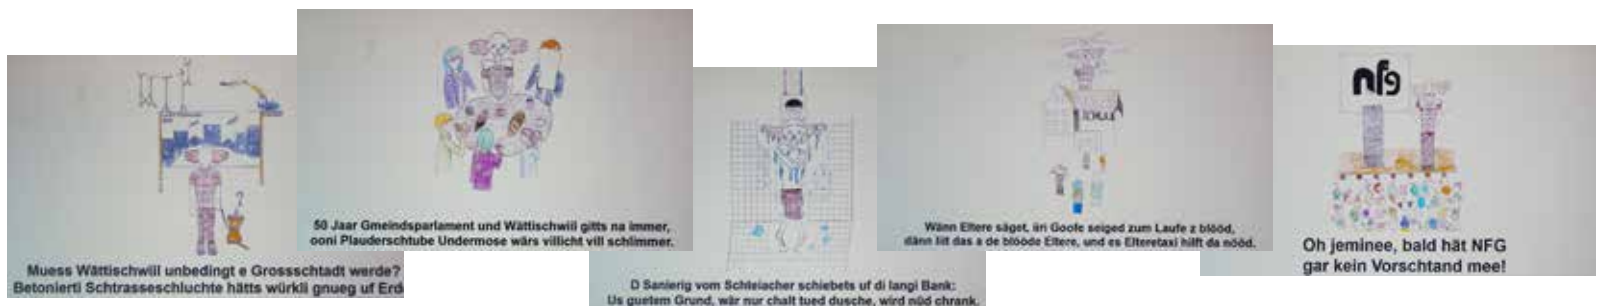 Muess Wättischwiil unbedingt e Grossschtadt werde?
Betonierti Schtrasseschluchte hätts würkli gnueg uf Erd
50 Jaar Gmeindsparlament und Wättischwiil gitts na immer,
ooni Plauderschtube Undermose wärs villicht vill schlimmer.
D Sanierig vom Schteiacher schiebets uf di langi Bank:
Us guetem Grund, wär nur chalt tued dusche, wird nüd chrank.
SCHULE
Wänn Eltere säget, iri Goofe seiged zum Laufe z blööd,
dänn liit das a de blööde Eltere, und es Elteretaxi hilft da nööd.
nfg
Oh jeminee, bald hät NFG
gar kein Vorschtand mee!